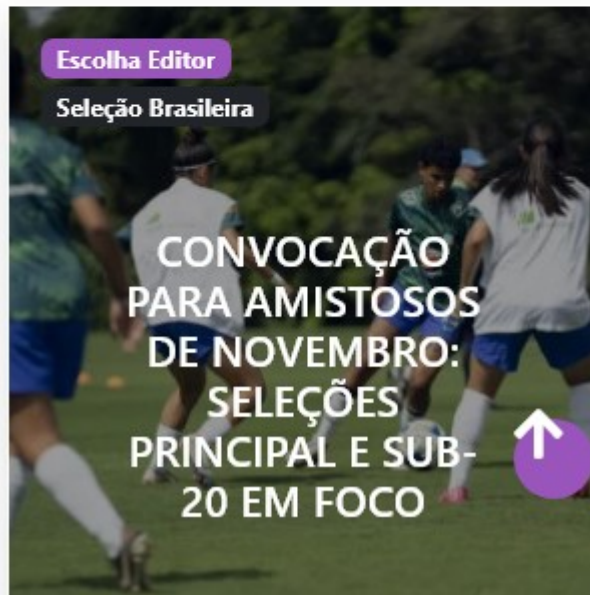 Escolha Editor
Seleção Brasileira
CONVOCAÇÃO
PARA AMISTOSOS
DE NOVEMBRO:
SELEÇÕES
PRINCIPAL E SUB-
20 EM FOCO